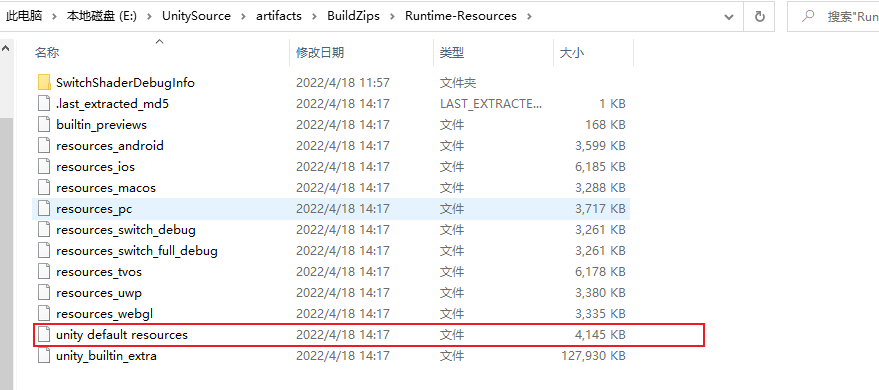 此电脑 > 本地磁盘 (E:) > UnitySource > artifacts > BuildZips > Runtime-Resources > 搜索"Run
名称 修改日期 类型 大小
SwitchShaderDebugInfo 2022/4/18 11:57 文件夹
.last_extracted_md5 2022/4/18 14:17 LAST_EXTRACTE... 1 KB
builtin_previews 2022/4/18 14:17 文件 168 KB
resources_android 2022/4/18 14:17 文件 3,599 KB
resources_ios 2022/4/18 14:17 文件 6,185 KB
resources_macos 2022/4/18 14:17 文件 3,288 KB
resources_pc 2022/4/18 14:17 文件 3,717 KB
resources_switch_debug 2022/4/18 14:17 文件 3,261 KB
resources_switch_full_debug 2022/4/18 14:17 文件 3,261 KB
resources_tvos 2022/4/18 14:17 文件 6,178 KB
resources_uwp 2022/4/18 14:17 文件 3,380 KB
resources_webgl 2022/4/18 14:17 文件 3,335 KB
unity default resources 2022/4/18 14:17 文件 4,145 KB
unity_builtin_extra 2022/4/18 14:17 文件 127,930 KB